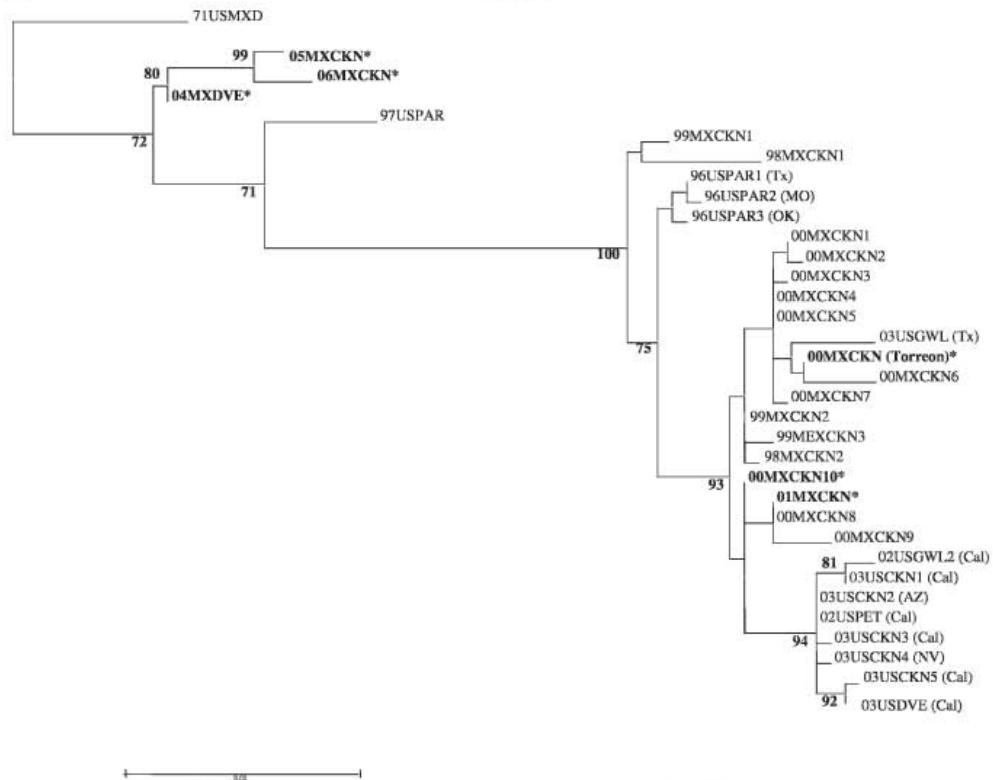 71USMXD
99
05MXCKN*
80
06MXCKN*
04MXDVE*
97USPAR
72
99MXCKN1
98MXCKN1
71
96USPAR1 (Tx)
96USPAR2 (MO)
96USPAR3 (OK)
00MXCKN1
100
00MXCKN2
00MXCKN3
00MXCKN4
00MXCKN5
03USGWL (Tx)
75
00MXCKN (Torreon)*
00MXCKN6
00MXCKN7
99MXCKN2
99MEXCKN3
98MXCKN2
93
00MXCKN10*
01MXCKN*
00MXCKN8
00MXCKN9
02USGWL2 (Cal)
81
03USCKN1 (Cal)
03USCKN2 (AZ)
02USPET (Cal)
03USCKN3 (Cal)
94
03USCKN4 (NV)
03USCKN5 (Cal)
92
03USDVE (Cal)